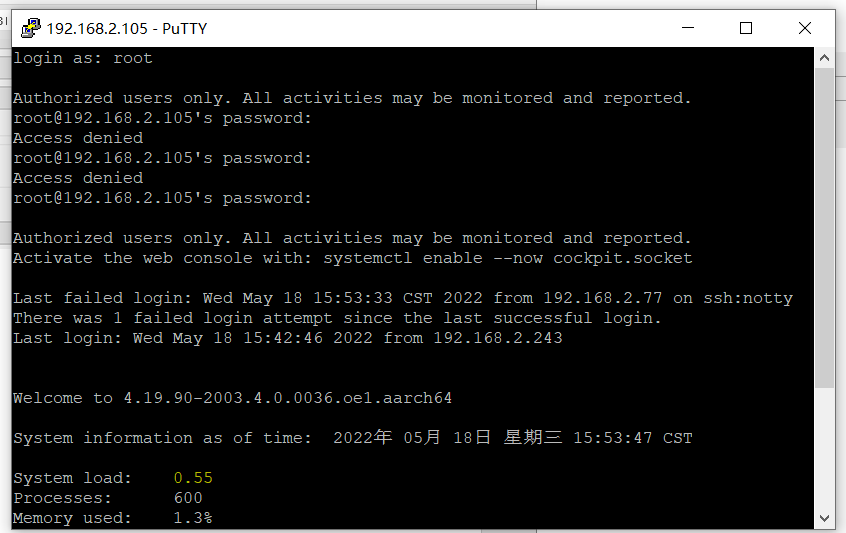 192.168.2.105 - PuTTY
login as: root
Authorized users only. All activities may be monitored and reported.
root@192.168.2.105's password:
Access denied
root@192.168.2.105's password:
Access denied
root@192.168.2.105's password:
Authorized users only. All activities may be monitored and reported.
Activate the web console with: systemctl enable --now cockpit.socket
Last failed login: Wed May 18 15:53:33 CST 2022 from 192.168.2.77 on ssh:notty
There was 1 failed login attempt since the last successful login.
Last login: Wed May 18 15:42:46 2022 from 192.168.2.243
Welcome to 4.19.90-2003.4.0.0036.oe1.aarch64
System information as of time:  2022年 05月 18日 星期三 15:53:47 CST
System load:    0.55
Processes:      600
Memory used:    1.3%